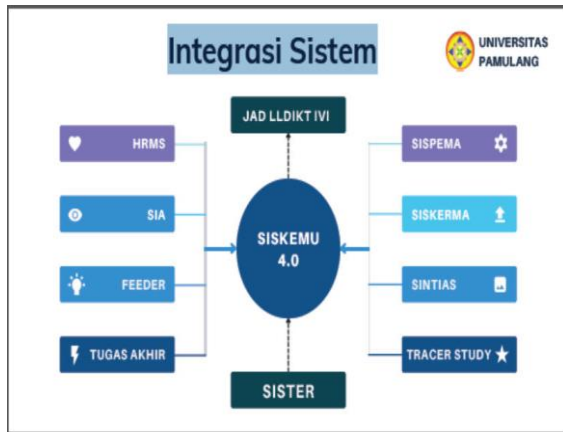 Integrasi Sistem
UNIVERSITAS
PAMULANG
JAD LLDIKT IVI
HRMS
SIA
FEEDER
TUGAS AKHIR
SISKEMU
4.0
SISPEMA
SISKERMA
SINTIAS
TRACER STUDY
SISTER